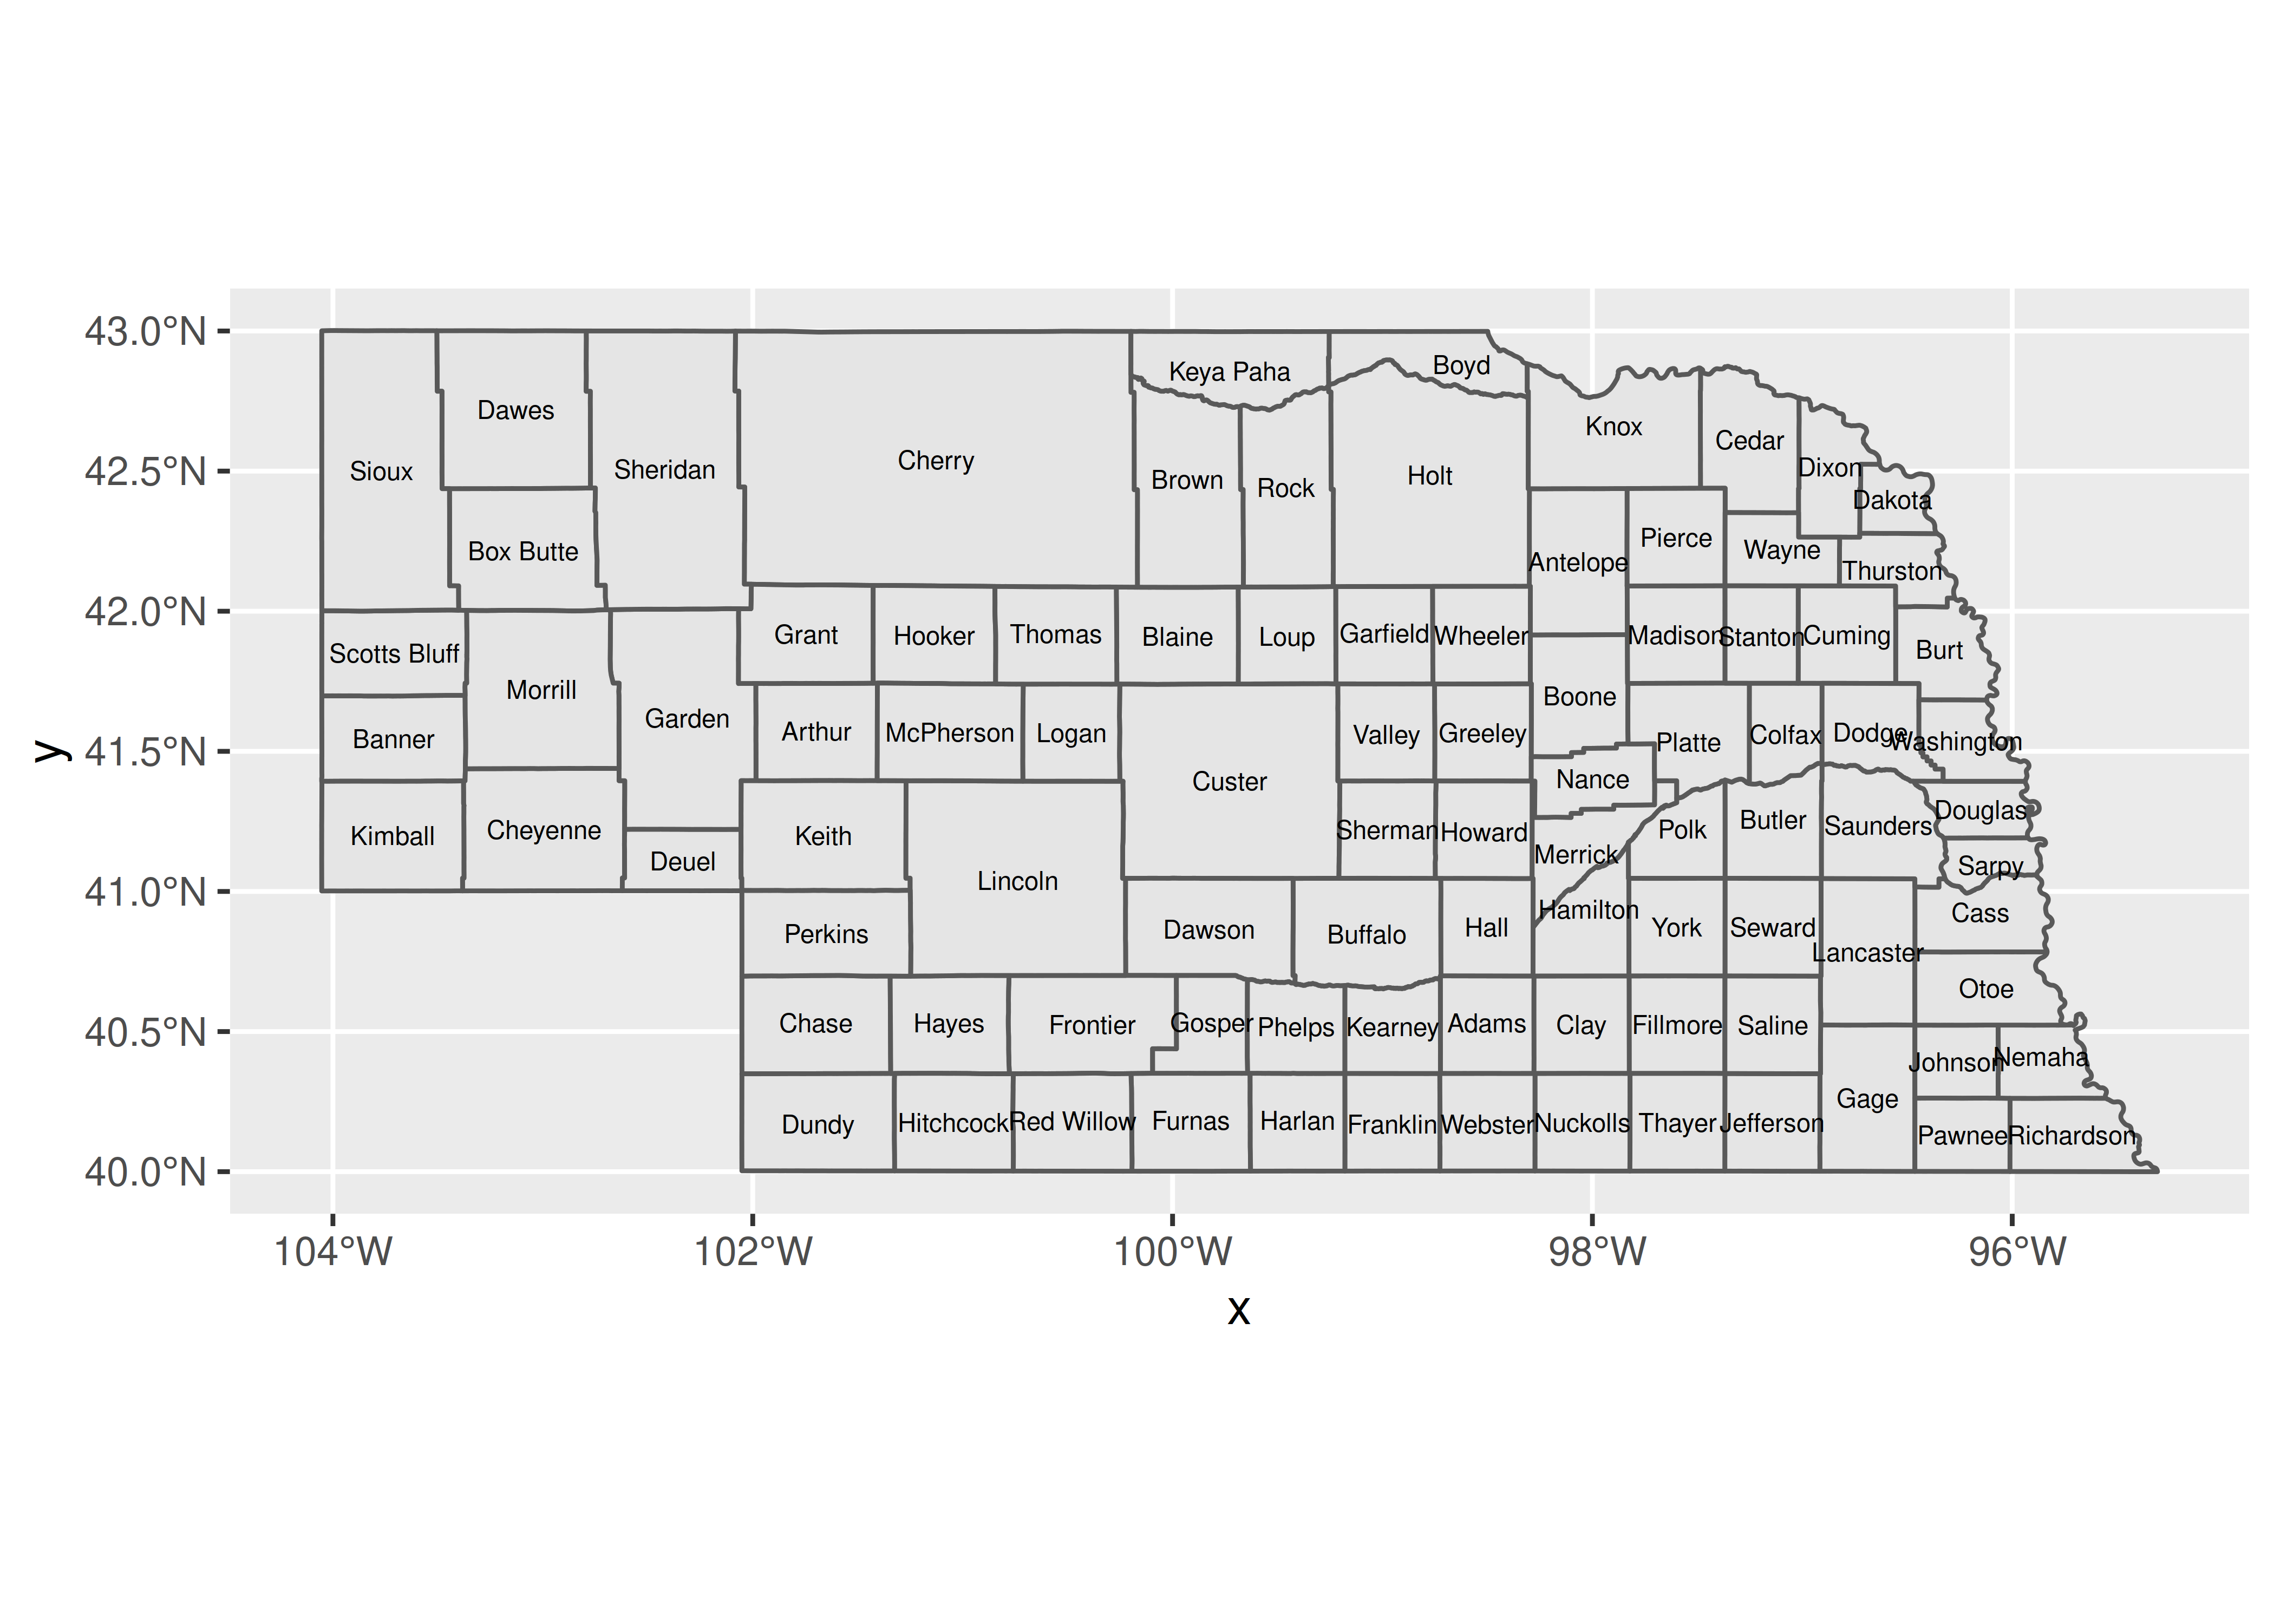 43.0°N
42.5°N
42.0°N
41.5°N
41.0°N
40.5°N
40.0°N
y
Keya Paha
Boyd
Dawes
Knox
Cedar
Sioux
Sheridan
Cherry
Brown
Rock
Holt
Dixon
Dakota
Box Butte
Antelope
Pierce
Wayne
Thurston
Scotts Bluff
Grant
Hooker
Thomas
Blaine
Loup
Garfield
Wheeler
Madison
Stanton
Cuming
Burt
Morrill
Garden
Boone
Banner
Arthur
McPherson
Logan
Valley
Greeley
Platte
Colfax
Dodge
Washington
Custer
Nance
Kimball
Cheyenne
Deuel
Keith
Sherman
Howard
Merrick
Polk
Butler
Saunders
Douglas
Sarpy
Lincoln
Perkins
Dawson
Buffalo
Hall
Hamilton
York
Seward
Lancaster
Cass
Otoe
Chase
Hayes
Frontier
Gosper
Phelps
Kearney
Adams
Clay
Fillmore
Saline
Johnson
Nemaha
Gage
Dundy
Hitchcock
Red Willow
Furnas
Harlan
Franklin
Webster
Nuckolls
Thayer
Jefferson
Pawnee
Richardson
104°W
102°W
100°W
98°W
96°W
x